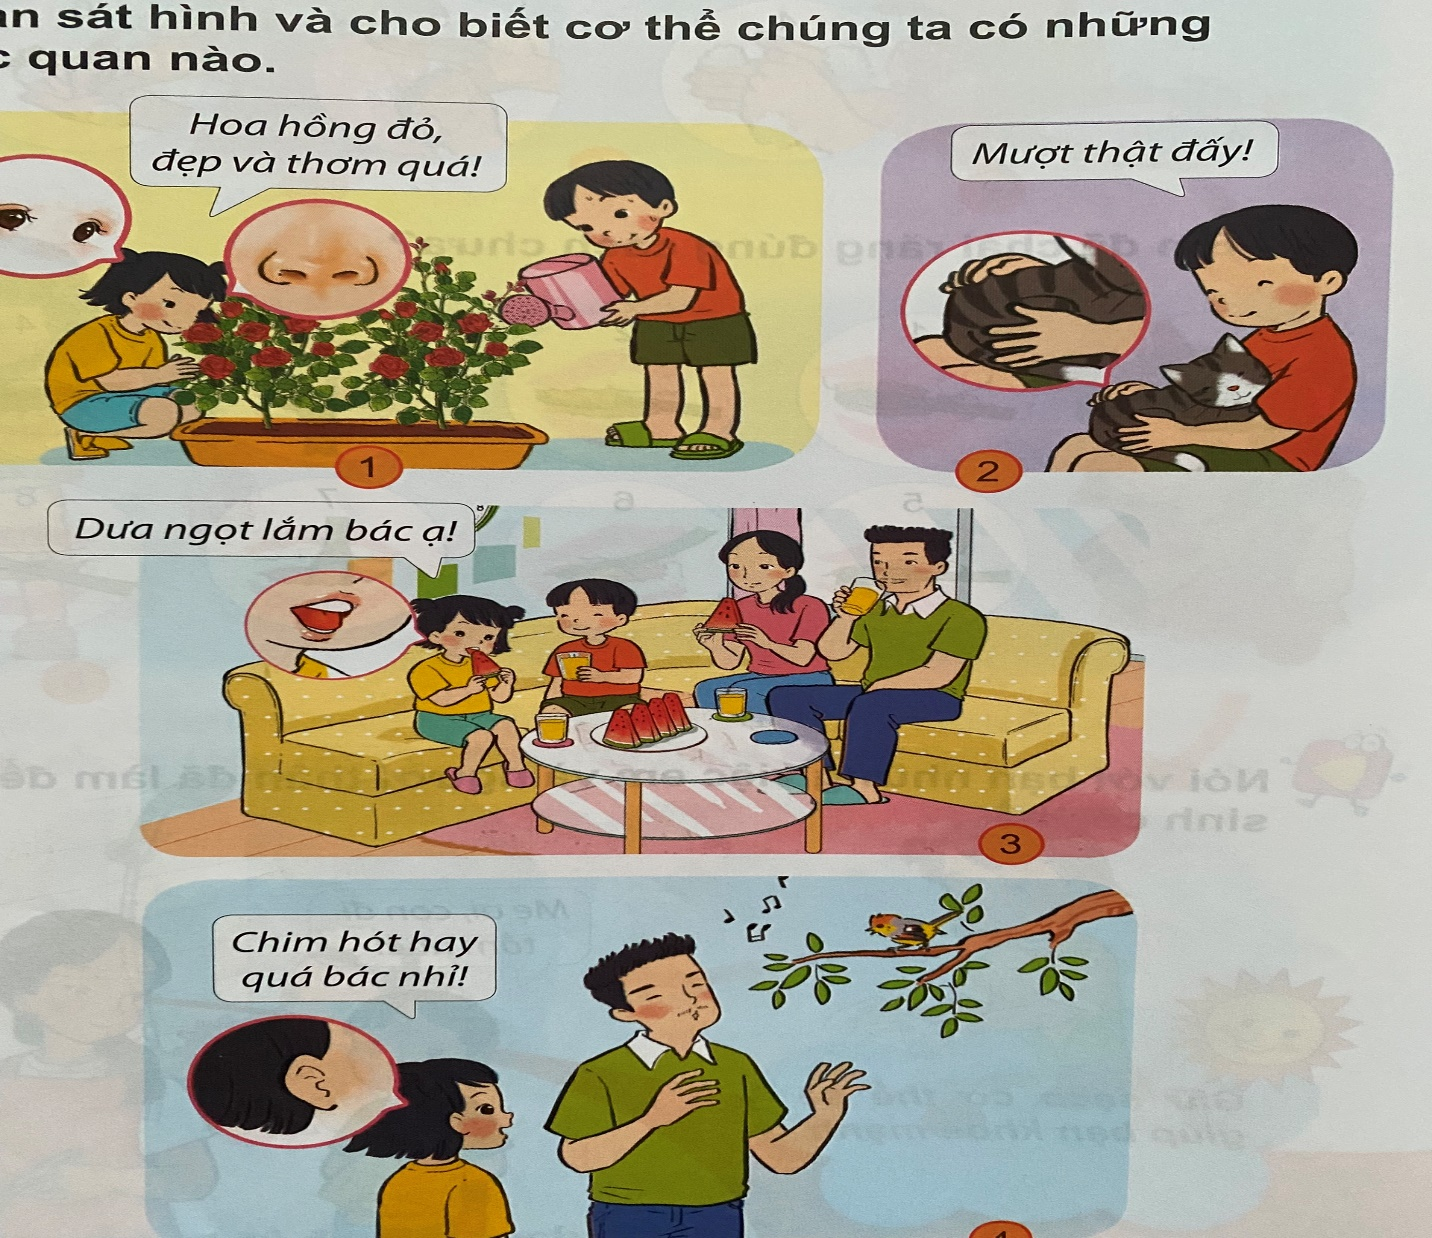 sát hình và cho biết cơ thể chúng ta có những
quan nào.
Hoa hồng đỏ,
đẹp và thơm quá!
Mượt thật đấy!
1
2
Dưa ngọt lắm bác ạ!
8
3
Chim hót hay
quá bác nhỉ!